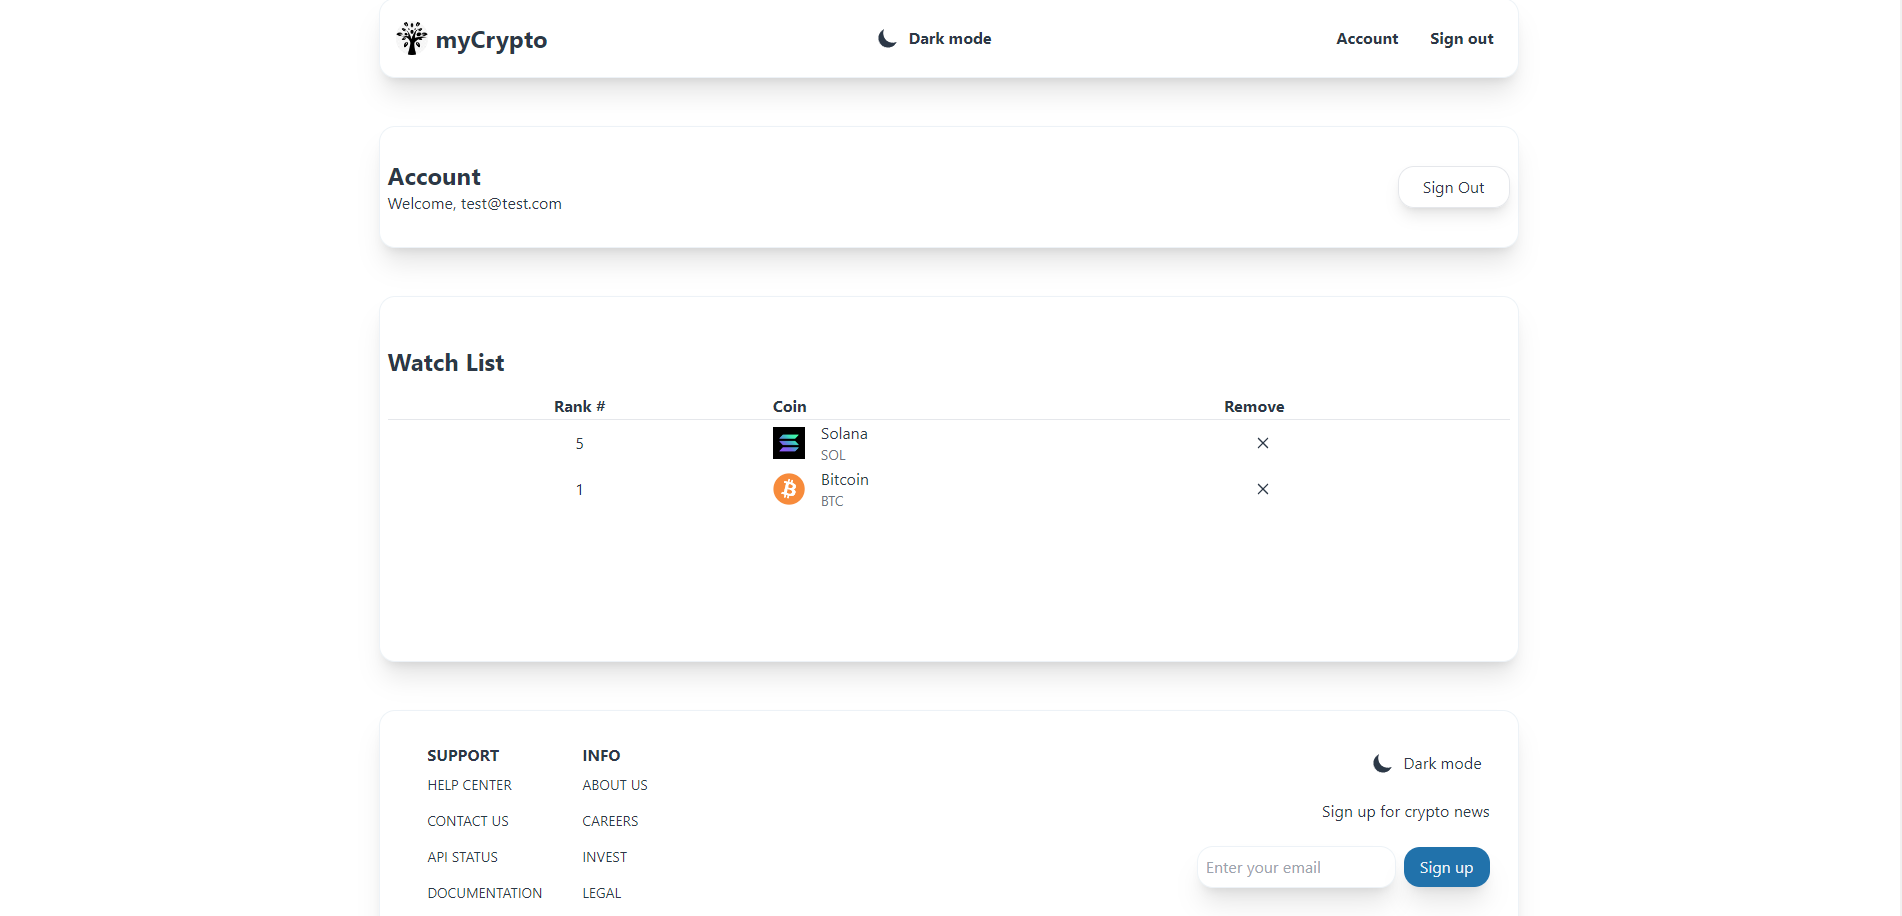 myCrypto
Dark mode
Account
Sign out
Account
Welcome, test@test.com
Sign Out
Watch List
Rank # Coin Remove
5 Solana
SOL
1 Bitcoin
BTC
SUPPORT
HELP CENTER
CONTACT US
API STATUS
DOCUMENTATION
INFO
ABOUT US
CAREERS
INVEST
LEGAL
Dark mode
Sign up for crypto news
Enter your email
Sign up